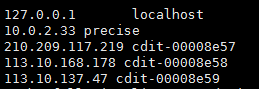 127.0.0.1       localhost
10.0.2.33 precise
210.209.117.219 cdit-00008e57
113.10.168.178 cdit-00008e58
113.10.137.47 cdit-00008e59